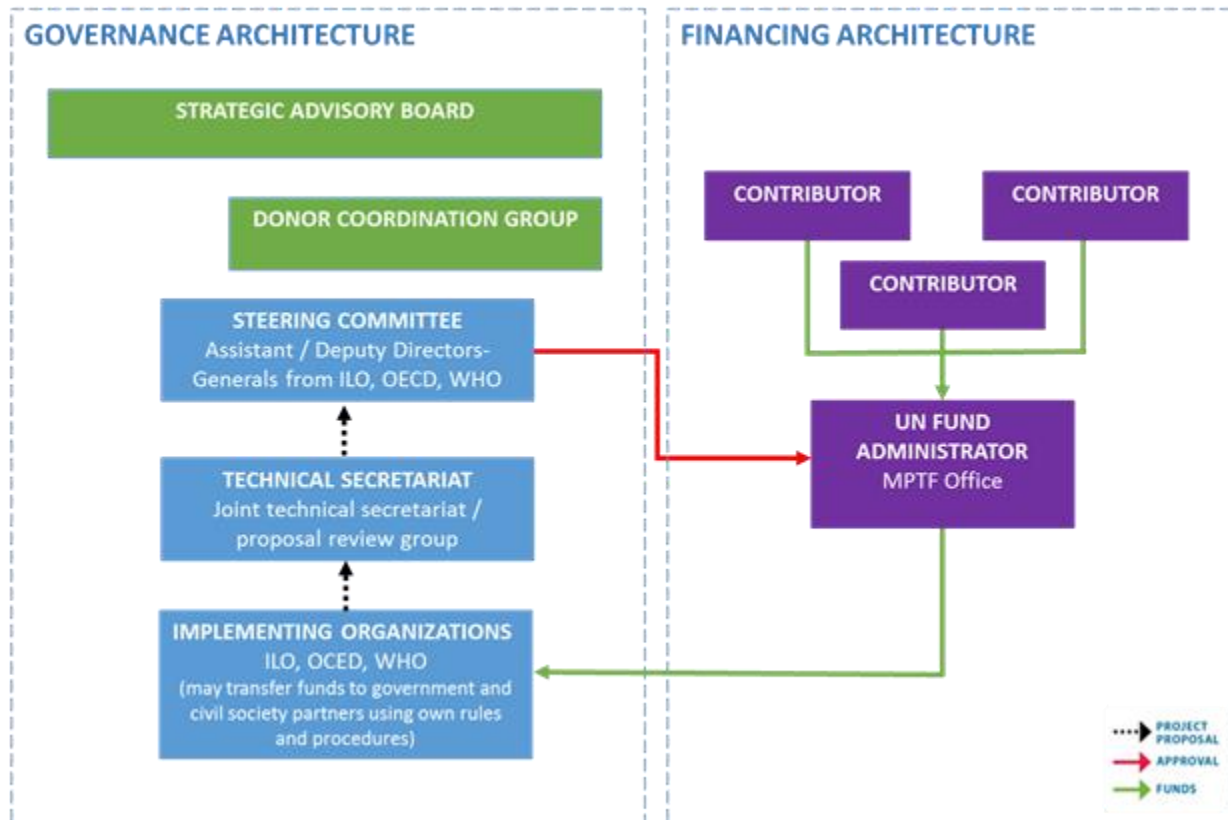 GOVERNANCE ARCHITECTURE
STRATEGIC ADVISORY BOARD
DONOR COORDINATION GROUP
STEERING COMMITTEE
Assistant / Deputy Directors-
Generals from ILO, OECD, WHO
TECHNICAL SECRETARIAT
Joint technical secretariat /
proposal review group
IMPLEMENTING ORGANIZATIONS
ILO, OCED, WHO
(may transfer funds to government and
civil society partners using own rules
and procedures)
FINANCING ARCHITECTURE
CONTRIBUTOR
CONTRIBUTOR
CONTRIBUTOR
UN FUND
ADMINISTRATOR
MPTF Office
PROJECT
PROPOSAL
APPROVAL
FUNDS